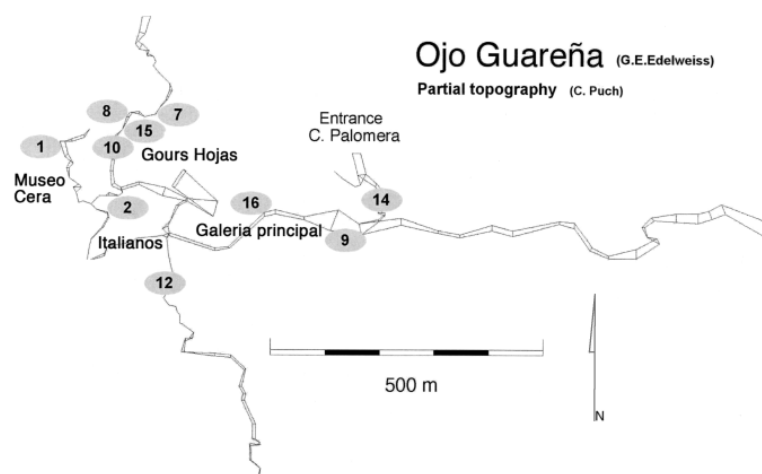 Ojo Guareña (G.E.Edelweiss)
Partial topography (C. Puch)
Entrance
C. Palomera
8
7
15
1
10
Gours Hojas
Museo
Cera
14
2
16
Galeria principal
Italianos
9
12
500 m
N